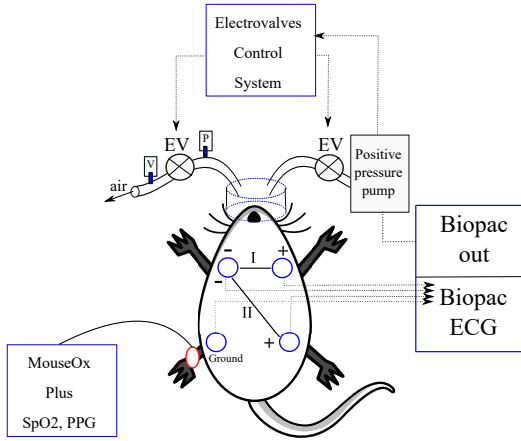 Electrovalves
Control
System
EV
P
EV
V
air
Positive
pressure
pump
Biopac
out
Biopac
ECG
- I +
-
II
+
Ground
MouseOx
Plus
SpO2, PPG